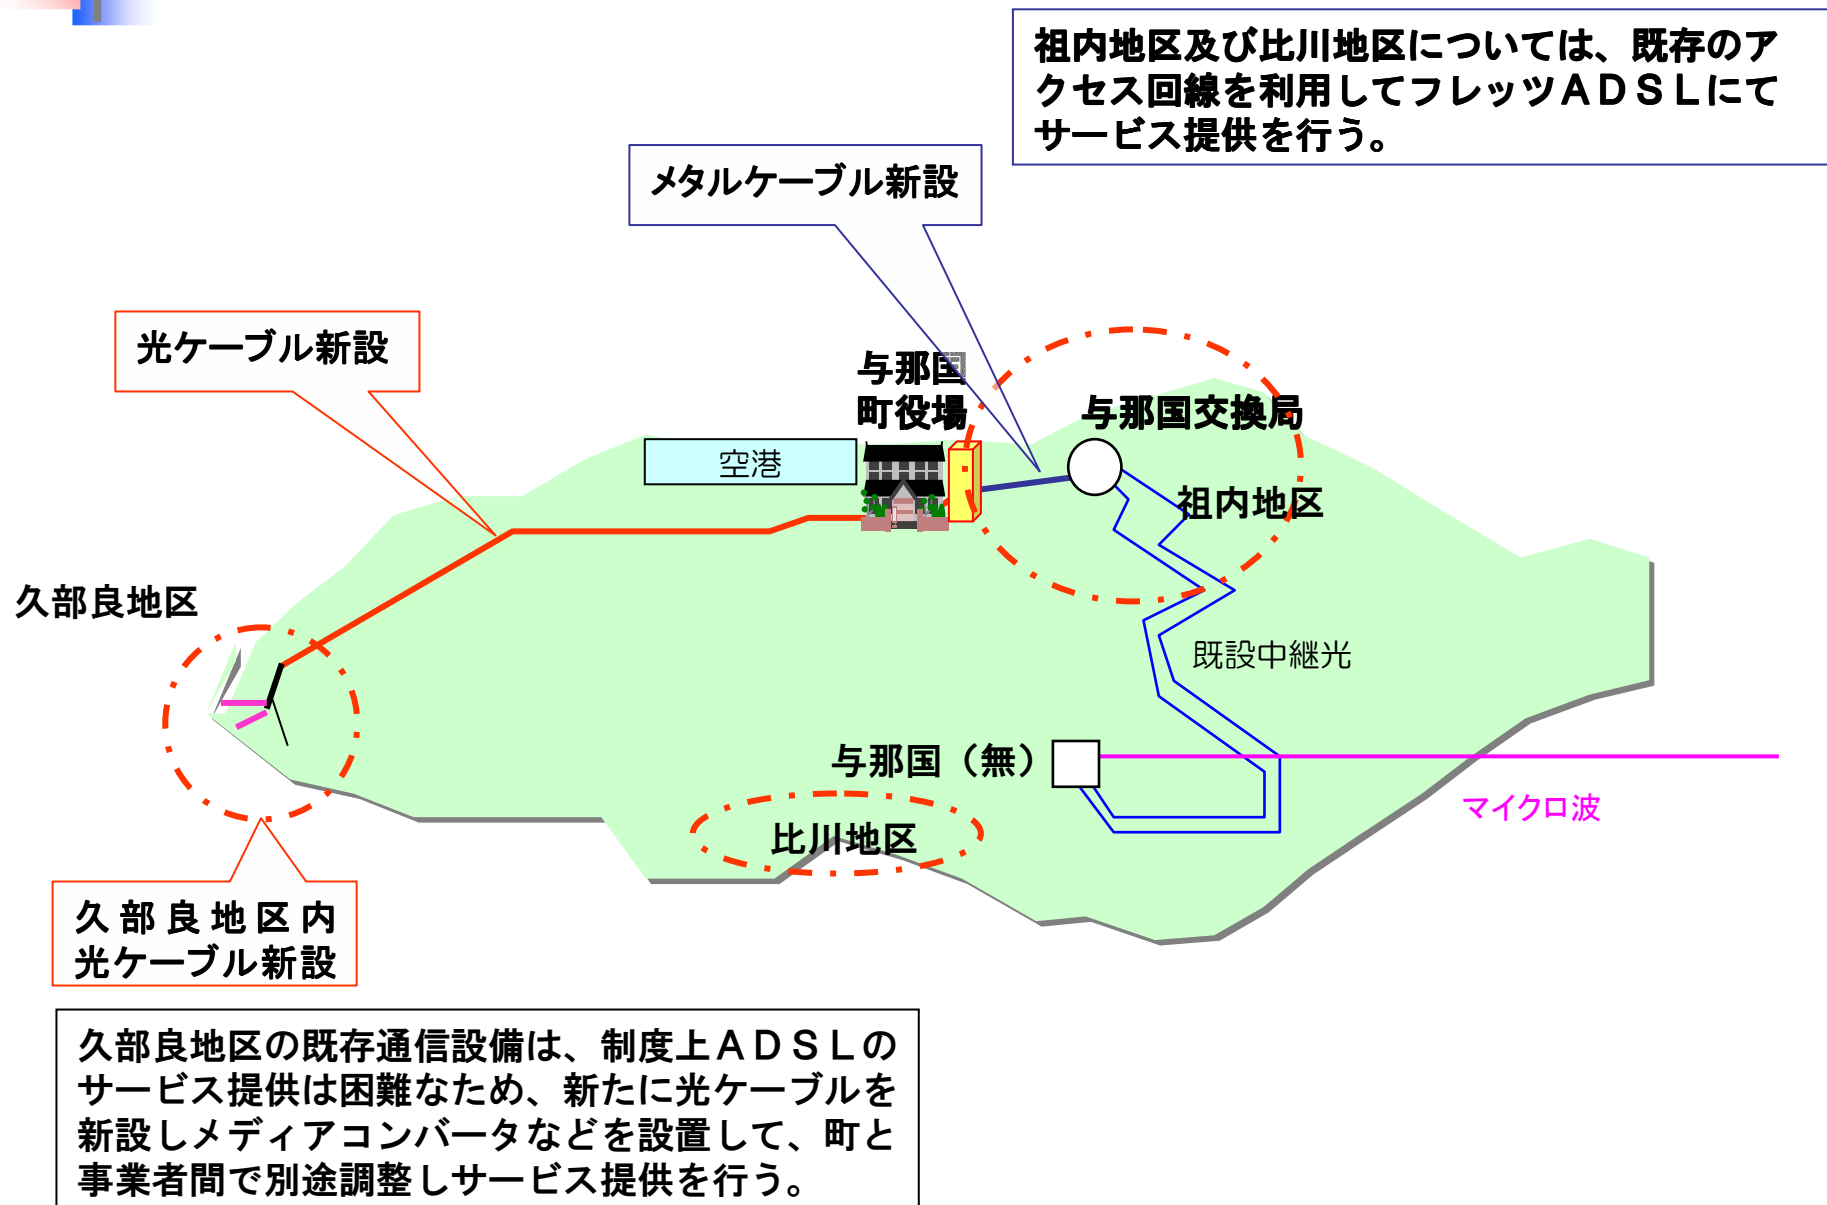 祖内地区及び比川地区については、既存のア
クセス回線を利用してフレッツＡＤＳＬにて
サービス提供を行う。
メタルケーブル新設
光ケーブル新設
与那国
町役場
与那国交換局
空港
祖内地区
久部良地区
既設中継光
与那国（無）
マイクロ波
比川地区
久部良地区内
光ケーブル新設
久部良地区の既存通信設備は、制度上ＡＤＳＬの
サービス提供は困難なため、新たに光ケーブルを
新設しメディアコンバータなどを設置して、町と
事業者間で別途調整しサービス提供を行う。